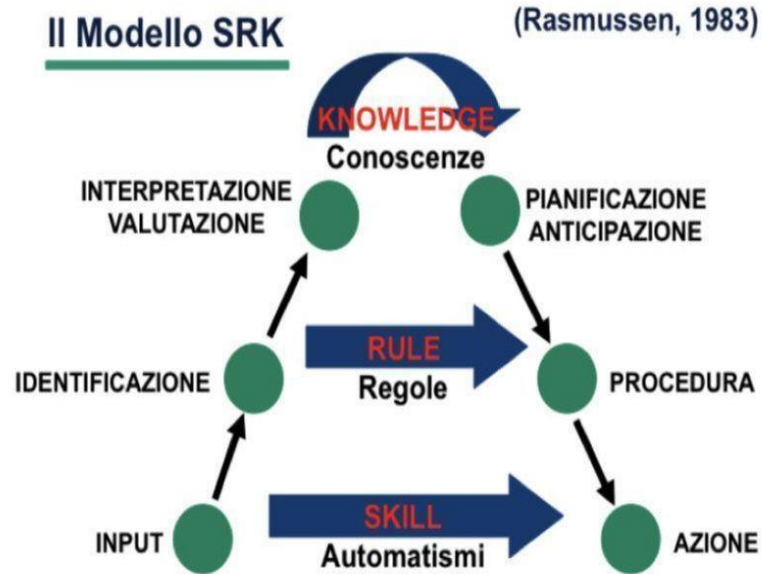 Il Modello SRK
(Rasmussen, 1983)
KNOWLEDGE
Conoscenze
INTERPRETAZIONE
VALUTAZIONE
PIANIFICAZIONE
ANTICIPAZIONE
RULE
Regole
IDENTIFICAZIONE
PROCEDURA
SKILL
Automatismi
INPUT
AZIONE